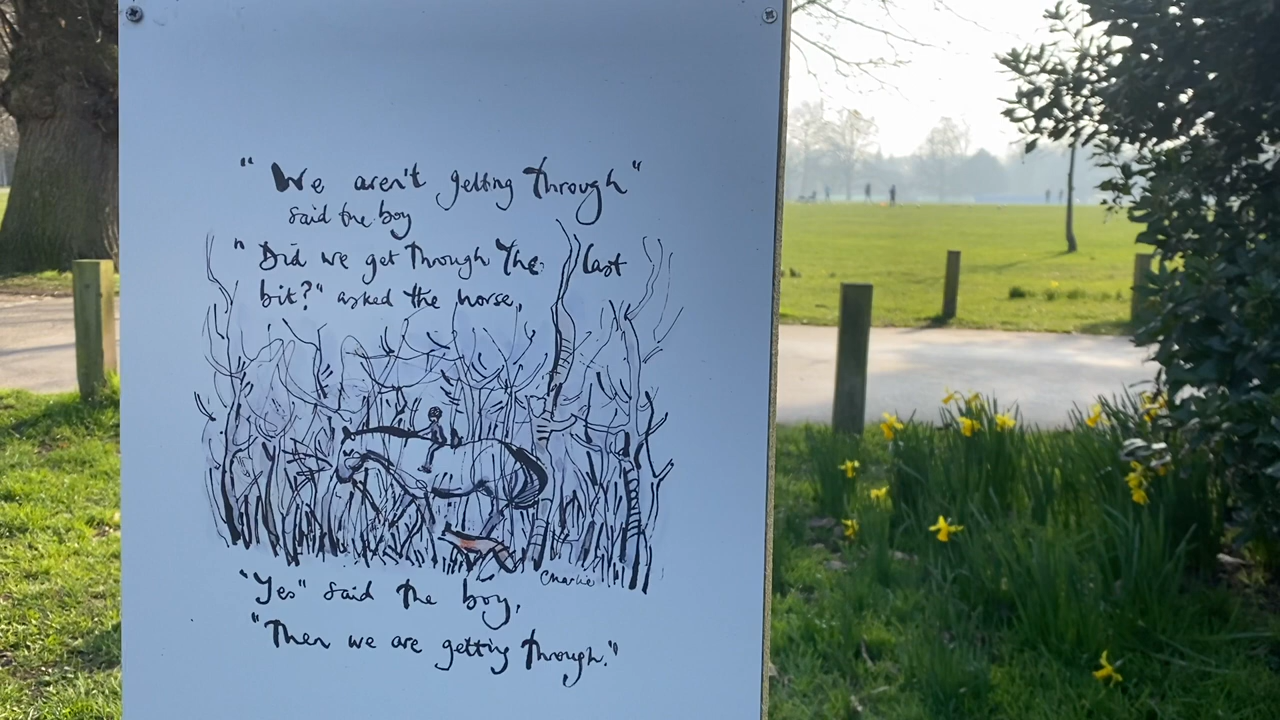 "We aren't getting through"
said the boy
"Did we get through the last
bit?" asked the horse,
Charlie
"Yes" said the boy,
"Then we are getting through."